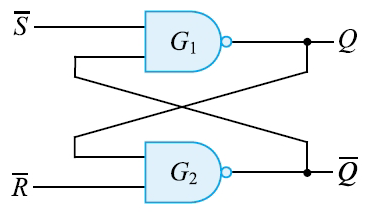 S̅ G₁ Q
R̅ G₂ Q̅